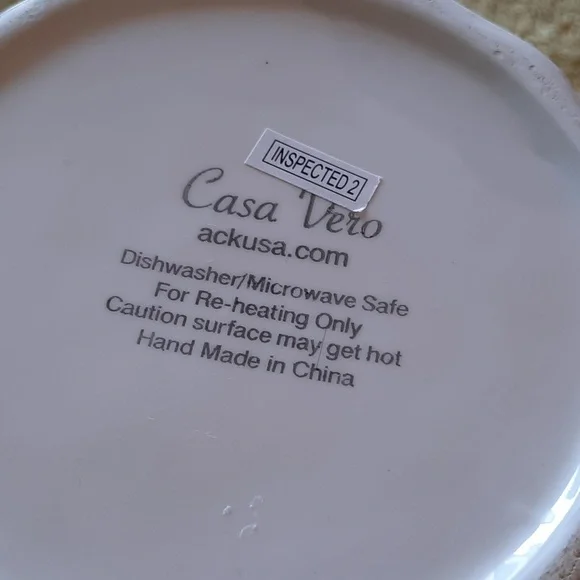 INSPECTED 2
Casa Vero
ackusa.com
Dishwasher/Microwave Safe
For Re-heating Only
Caution surface may get hot
Hand Made in China